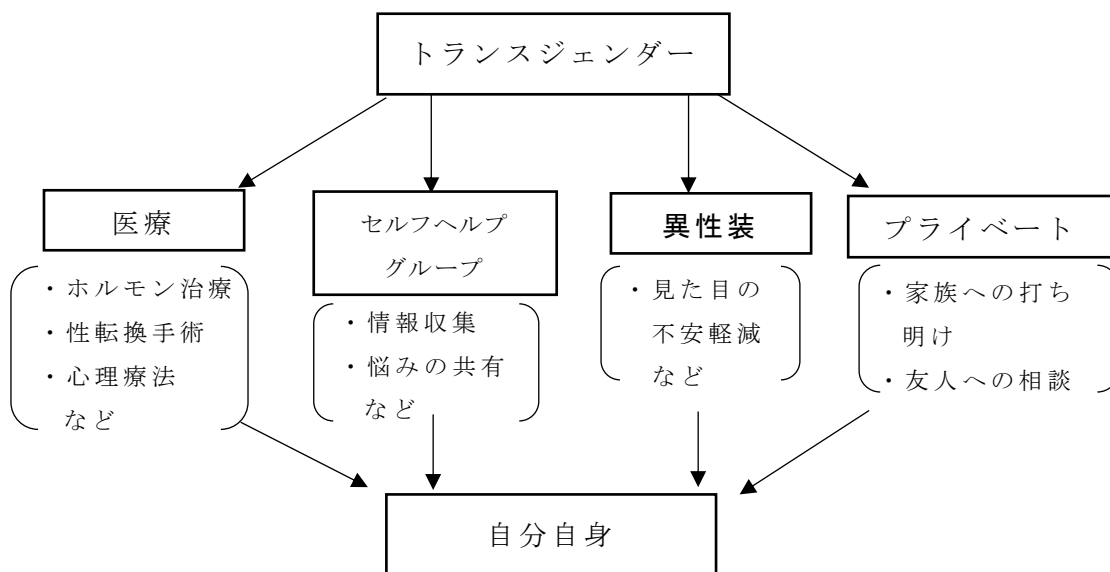 トランスジェンダー
医療
・ホルモン治療
・性転換手術
・心理療法
など
セルフヘルプ
グループ
・情報収集
・悩みの共有
など
異性装
・見た目の
不安軽減
など
プライベート
・家族への打ち
明け
・友人への相談
自分自身